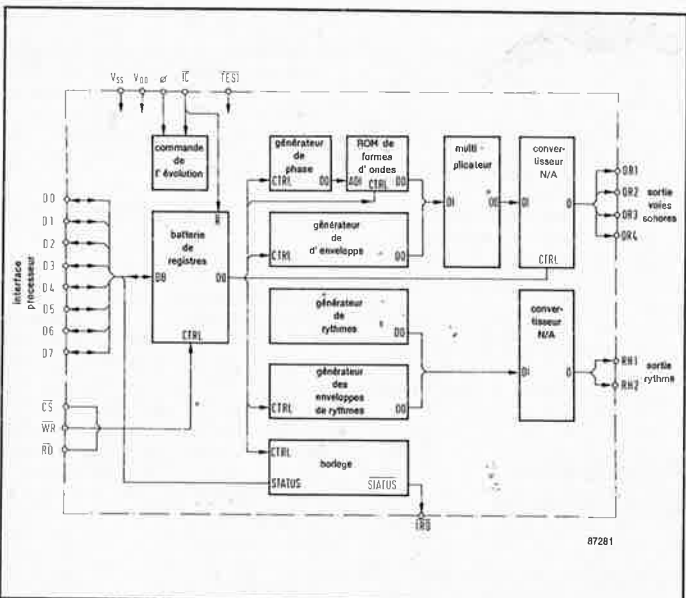 VSS VDD ø IC TEST
commande
de
l' évolution
générateur
de
phase
CTRL DO
ROM de
formea
d' ondes
ADI CTRL DO
multi -
plicateur
DI OD
conver-
tisseur
N/A
DI O
CTRL
OR1
OR2
OR3
OR4
sortie
voies
sonores
interface
processeur
D0
D1
D2
D3
D4
D5
D6
D7
batterie
de
registres
R
DB DO
CTRL
générateur
de
d' enveloppe
CTRL DO
générateur
de
rythmes
DO
conver-
tisseur
N/A
DI O
RH1
RH2
sortie
rythme
générateur
des
enveloppes
de rythmes
CTRL DO
CS
WR
RD
CTRL
horloge
STATUS STATUS
IRQ
87281